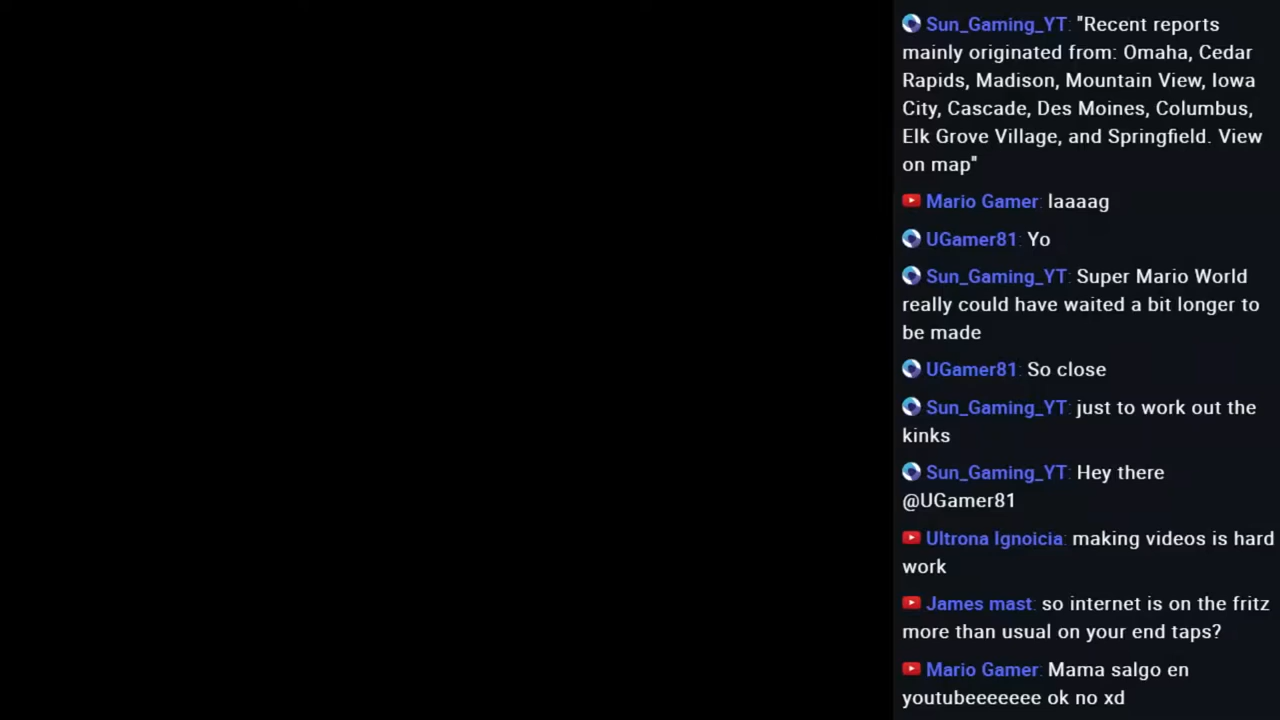 Sun_Gaming_YT: "Recent reports
mainly originated from: Omaha, Cedar
Rapids, Madison, Mountain View, Iowa
City, Cascade, Des Moines, Columbus,
Elk Grove Village, and Springfield. View
on map"
Mario Gamer: laaaag
UGamer81: Yo
Sun_Gaming_YT: Super Mario World
really could have waited a bit longer to
be made
UGamer81: So close
Sun_Gaming_YT: just to work out the
kinks
Sun_Gaming_YT: Hey there
@UGamer81
Ultrona Ignoicia: making videos is hard
work
James mast: so internet is on the fritz
more than usual on your end taps?
Mario Gamer: Mama salgo en
youtubeeeeeee ok no xd